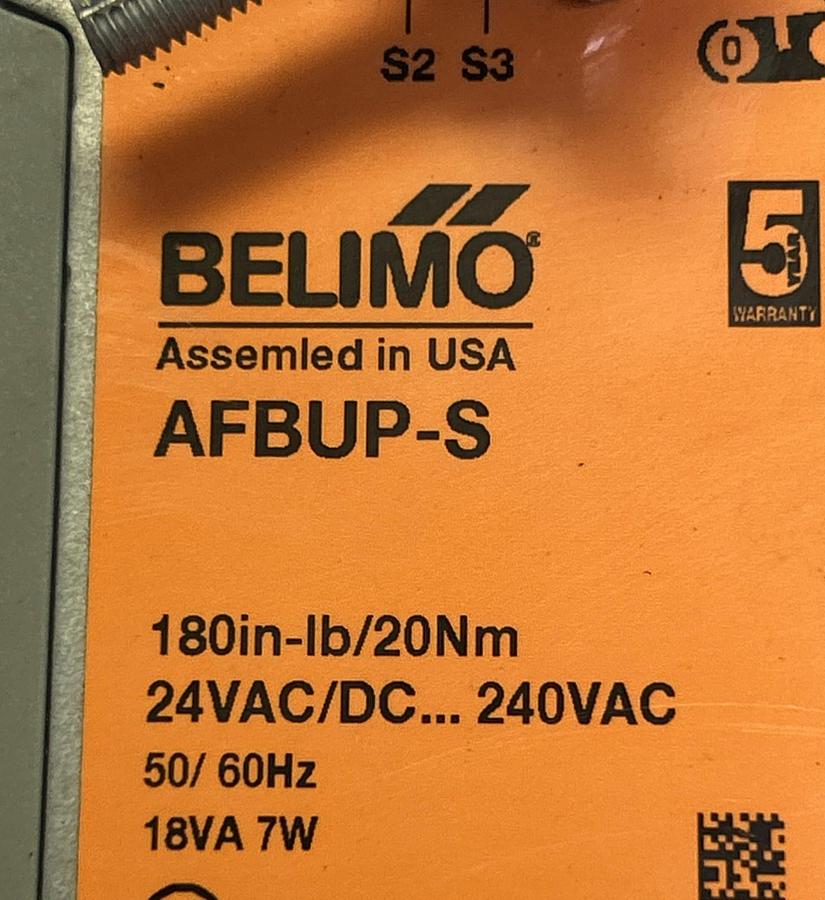 S2 S3
BELIMO®
5
YEAR
WARRANTY
Assemled in USA
AFBUP-S
180in-lb/20Nm
24VAC/DC... 240VAC
50/ 60Hz
18VA 7W